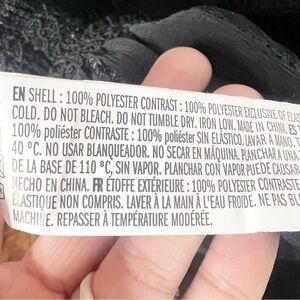 EN SHELL : 100% POLYESTER CONTRAST : 100% POLYESTER EXCLUSIVE OF ELAS
COLD. DO NOT BLEACH. DO NOT TUMBLE DRY. IRON LOW. MADE IN CHINA. ES
100% poliéster CONTRASTE : 100% poliéster SIN ELÁSTICO. LAVAR A MANO. T
40 °C. NO USAR BLANQUEADOR. NO SECAR EN MÁQUINA. PLANCHAR A UNA
DE LA BASE DE 110 °C, SIN VAPOR. PLANCHAR CON VAPOR PUEDE CAUSAR
HECHO EN CHINA. FR ÉTOFFE EXTÉRIEURE : 100% POLYESTER CONTRASTE
ÉLASTIQUE NON COMPRIS. LAVER À LA MAIN À L'EAU FROIDE. NE PAS BL
MACHINE. REPASSER À TEMPÉRATURE MODÉRÉE.